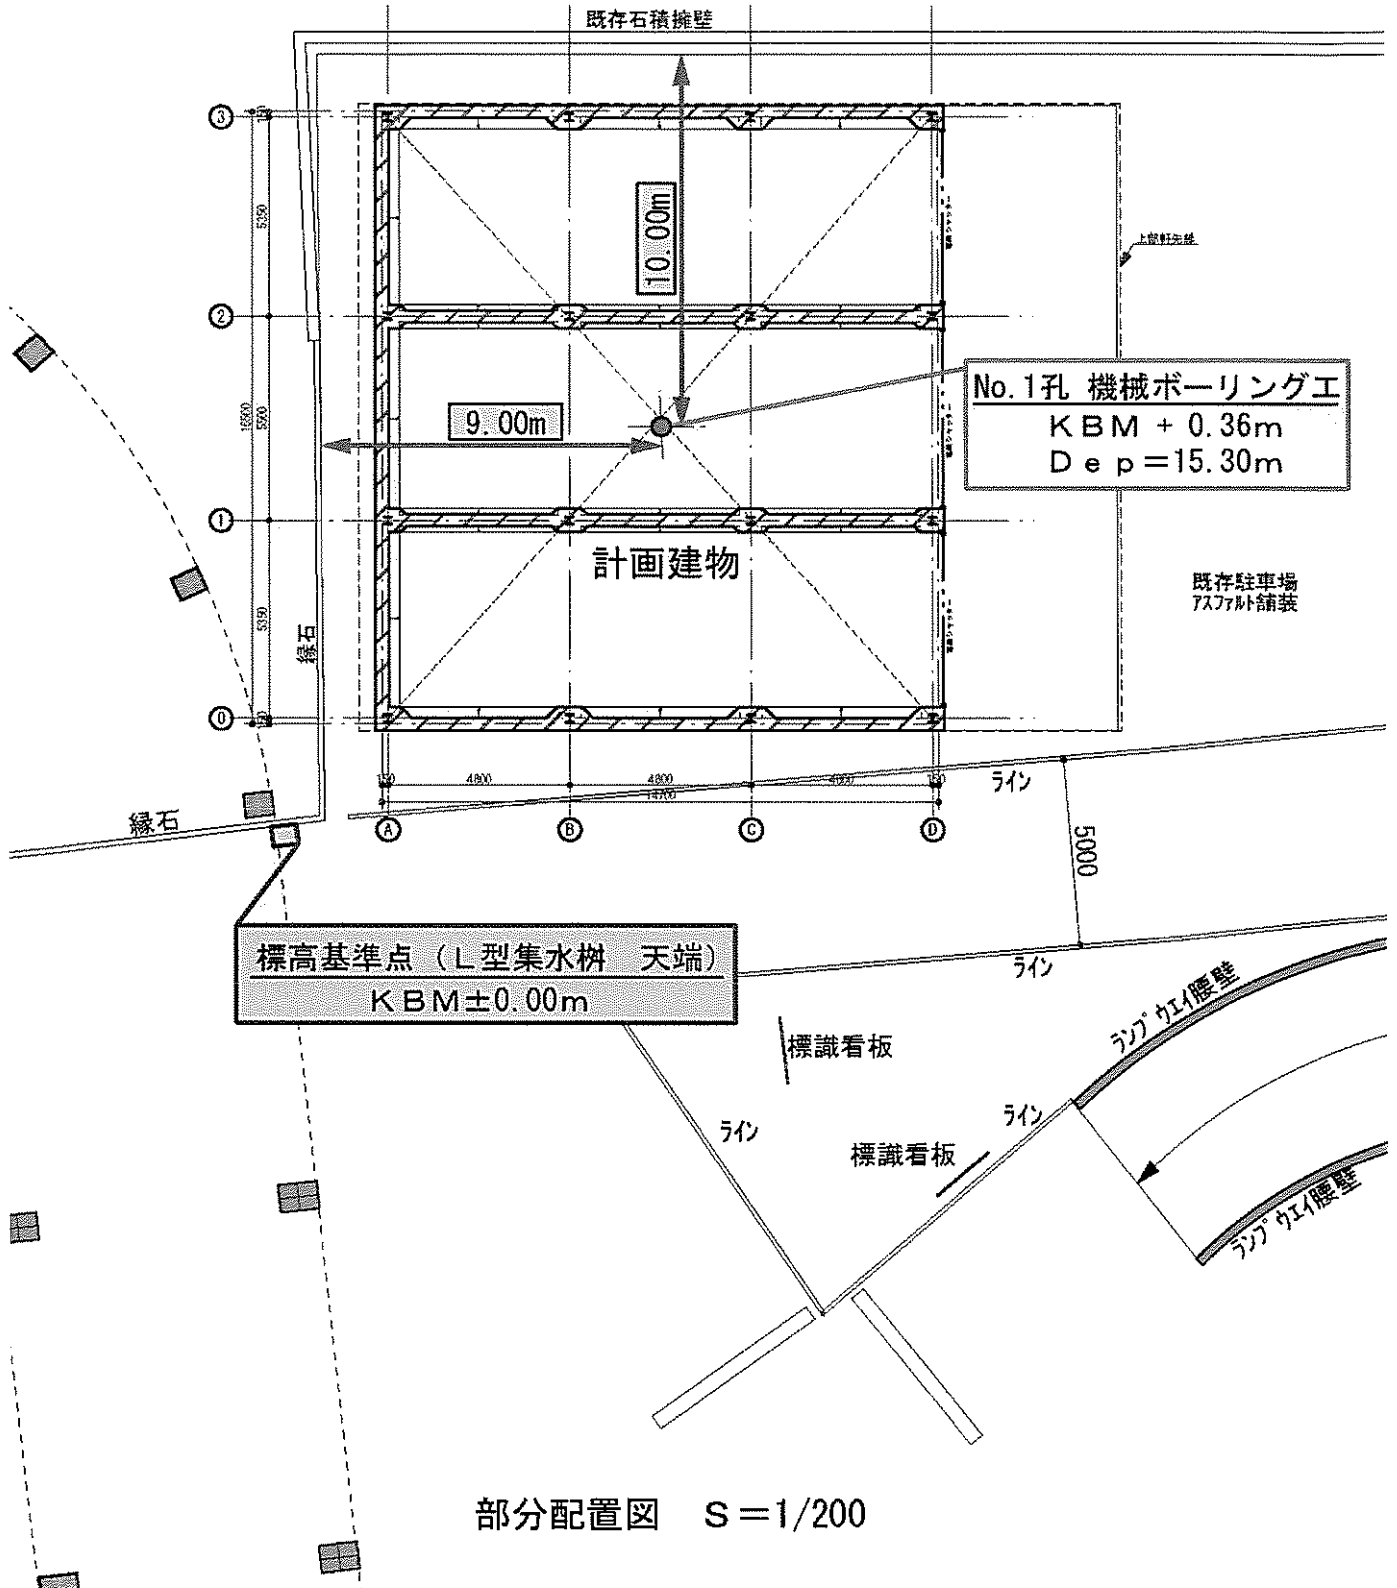 既存石積擁壁
3
10.00m
5350
上部軒先線
2
No.1孔 機械ボーリング工
KBM + 0.36m
Dep=15.30m
9.00m
1
計画建物
既存駐車場
アスファルト舗装
5350
縁石
0
4800
4800
ライン
縁石
A
B
C
D
5000
標高基準点（L型集水桝　天端）
KBM±0.00m
ライン
ランプウエイ腰壁
標識看板
ライン
ライン
標識看板
ランプウエイ腰壁
部分配置図　S=1/200